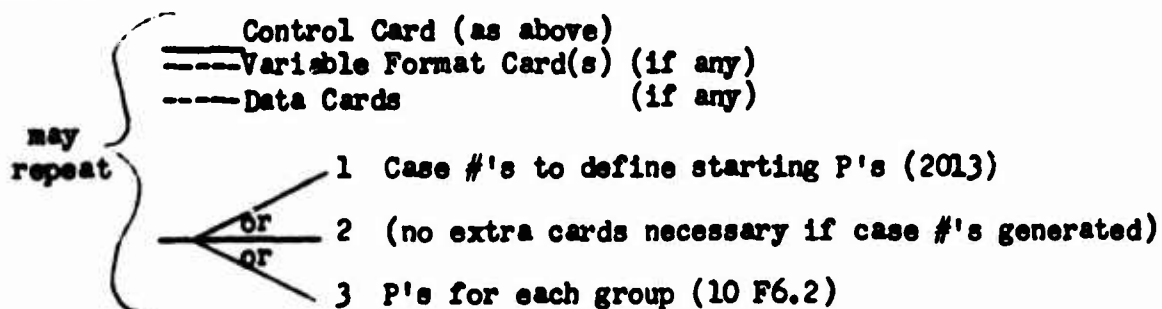 Control Card (as above)
Variable Format Card(s) (if any)
Data Cards (if any)
may
repeat
1 Case #'s to define starting P's (20I3)
or
2 (no extra cards necessary if case #'s generated)
or
3 P's for each group (10 F6.2)